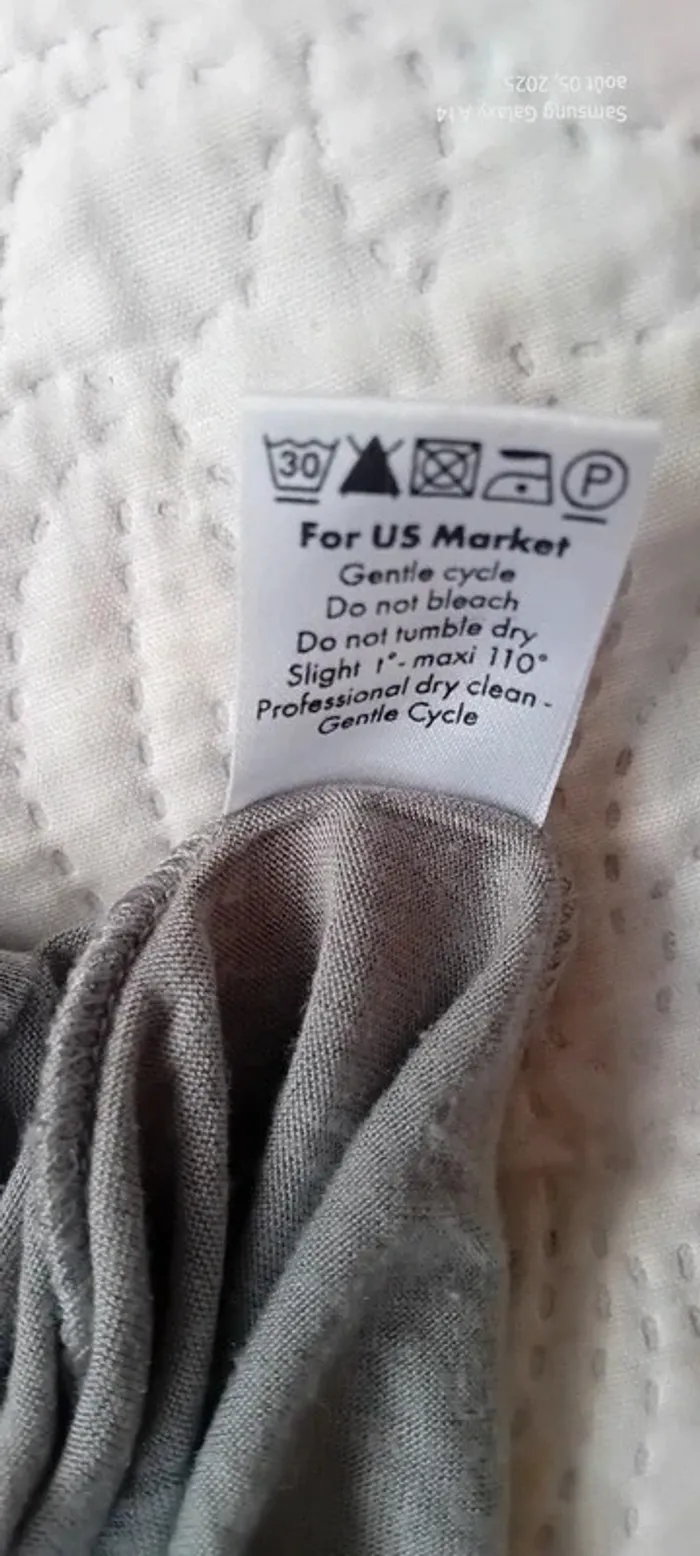 30
P
For US Market
Gentle cycle
Do not bleach
Do not tumble dry
Slight t°- maxi 110°
Professional dry clean -
Gentle Cycle
Samsung Galaxy A14
août 05, 2025